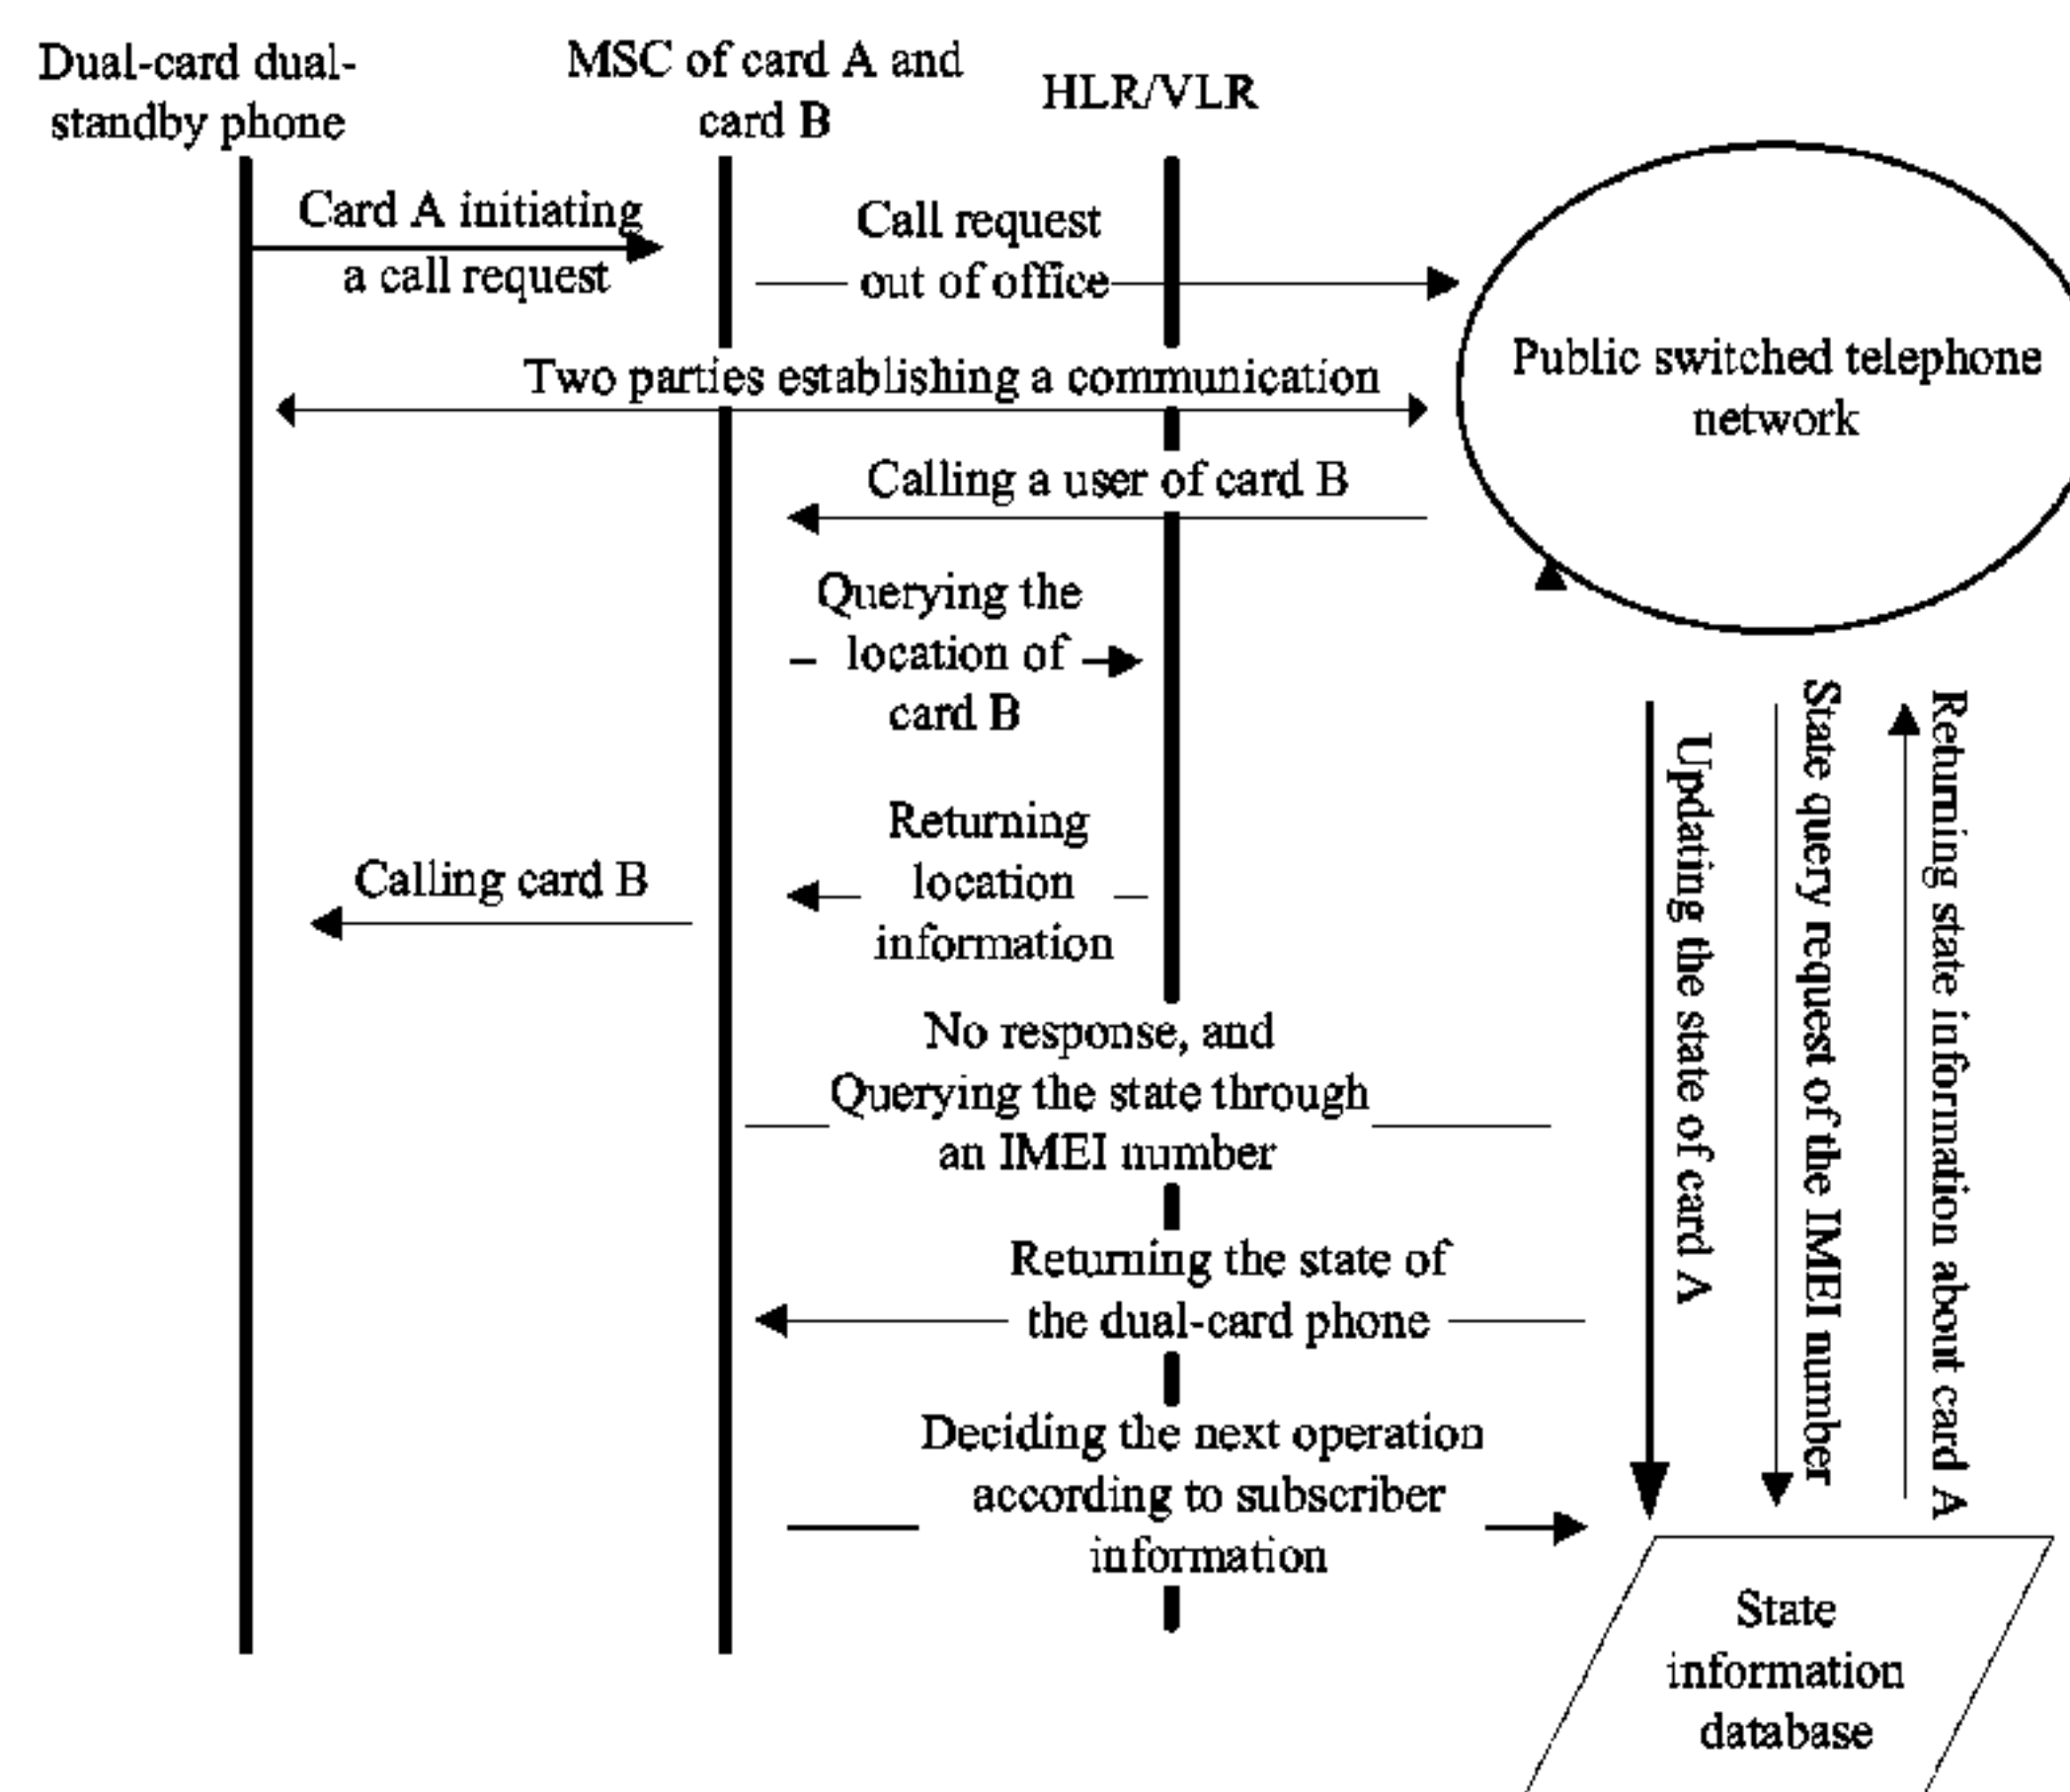 Dual-card dual-
standby phone
MSC of card A and
card B
HLR/VLR
Card A initiating
a call request
Call request
out of office
Public switched telephone
network
Two parties establishing a communication
Calling a user of card B
Querying the
location of
card B
Returning
location
information
Calling card B
No response, and
Querying the state through
an IMEI number
Returning the state of
the dual-card phone
Deciding the next operation
according to subscriber
information
Updating the state of card A
State query request of the IMEI number
Returning state information about card A
State
information
database